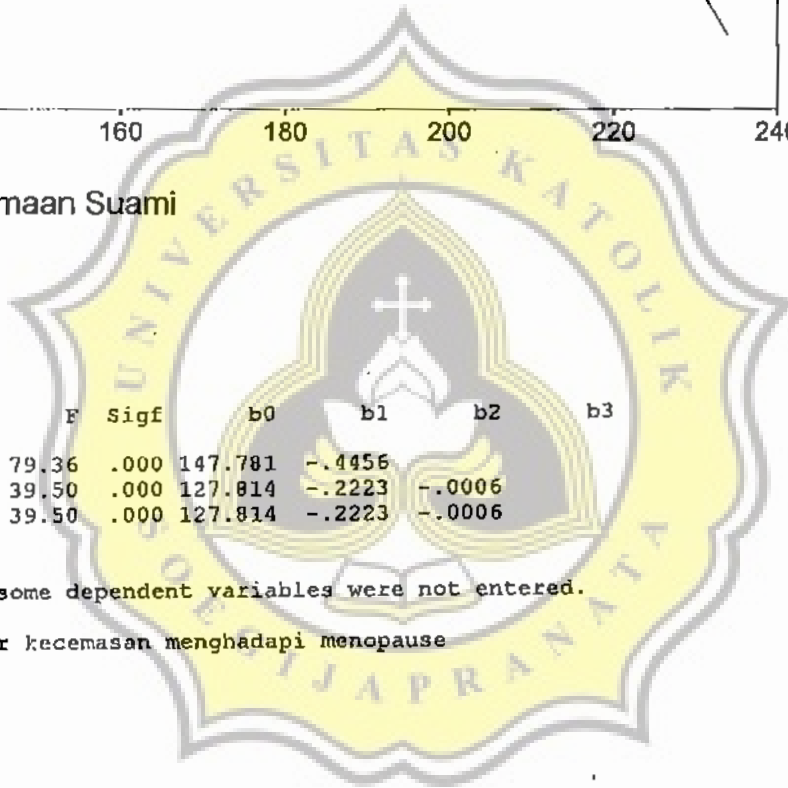 160 180 200 220 240
maan Suami
UNIVERSITAS KATOLIK
SOEGIJAPRANATA
F Sigf b0 b1 b2 b3
79.36 .000 147.781 -.4456
39.50 .000 127.814 -.2223 -.0006
39.50 .000 127.814 -.2223 -.0006
some dependent variables were not entered.
r kecemasan menghadapi menopause